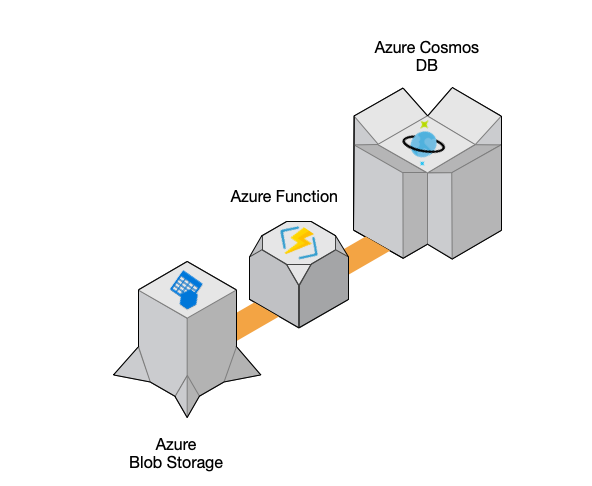 Azure Cosmos
DB
Azure Function
Azure
Blob Storage